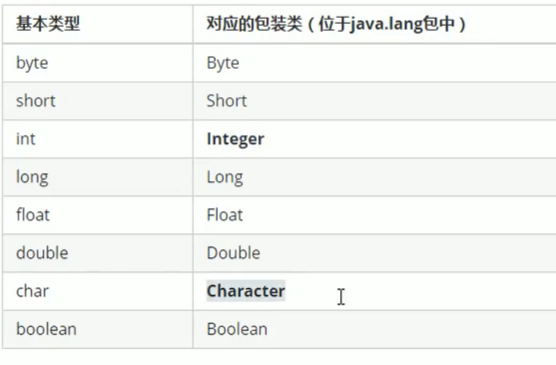 基本类型 对应的包装类（位于java.lang包中）
byte Byte
short Short
int Integer
long Long
float Float
double Double
char Character
boolean Boolean